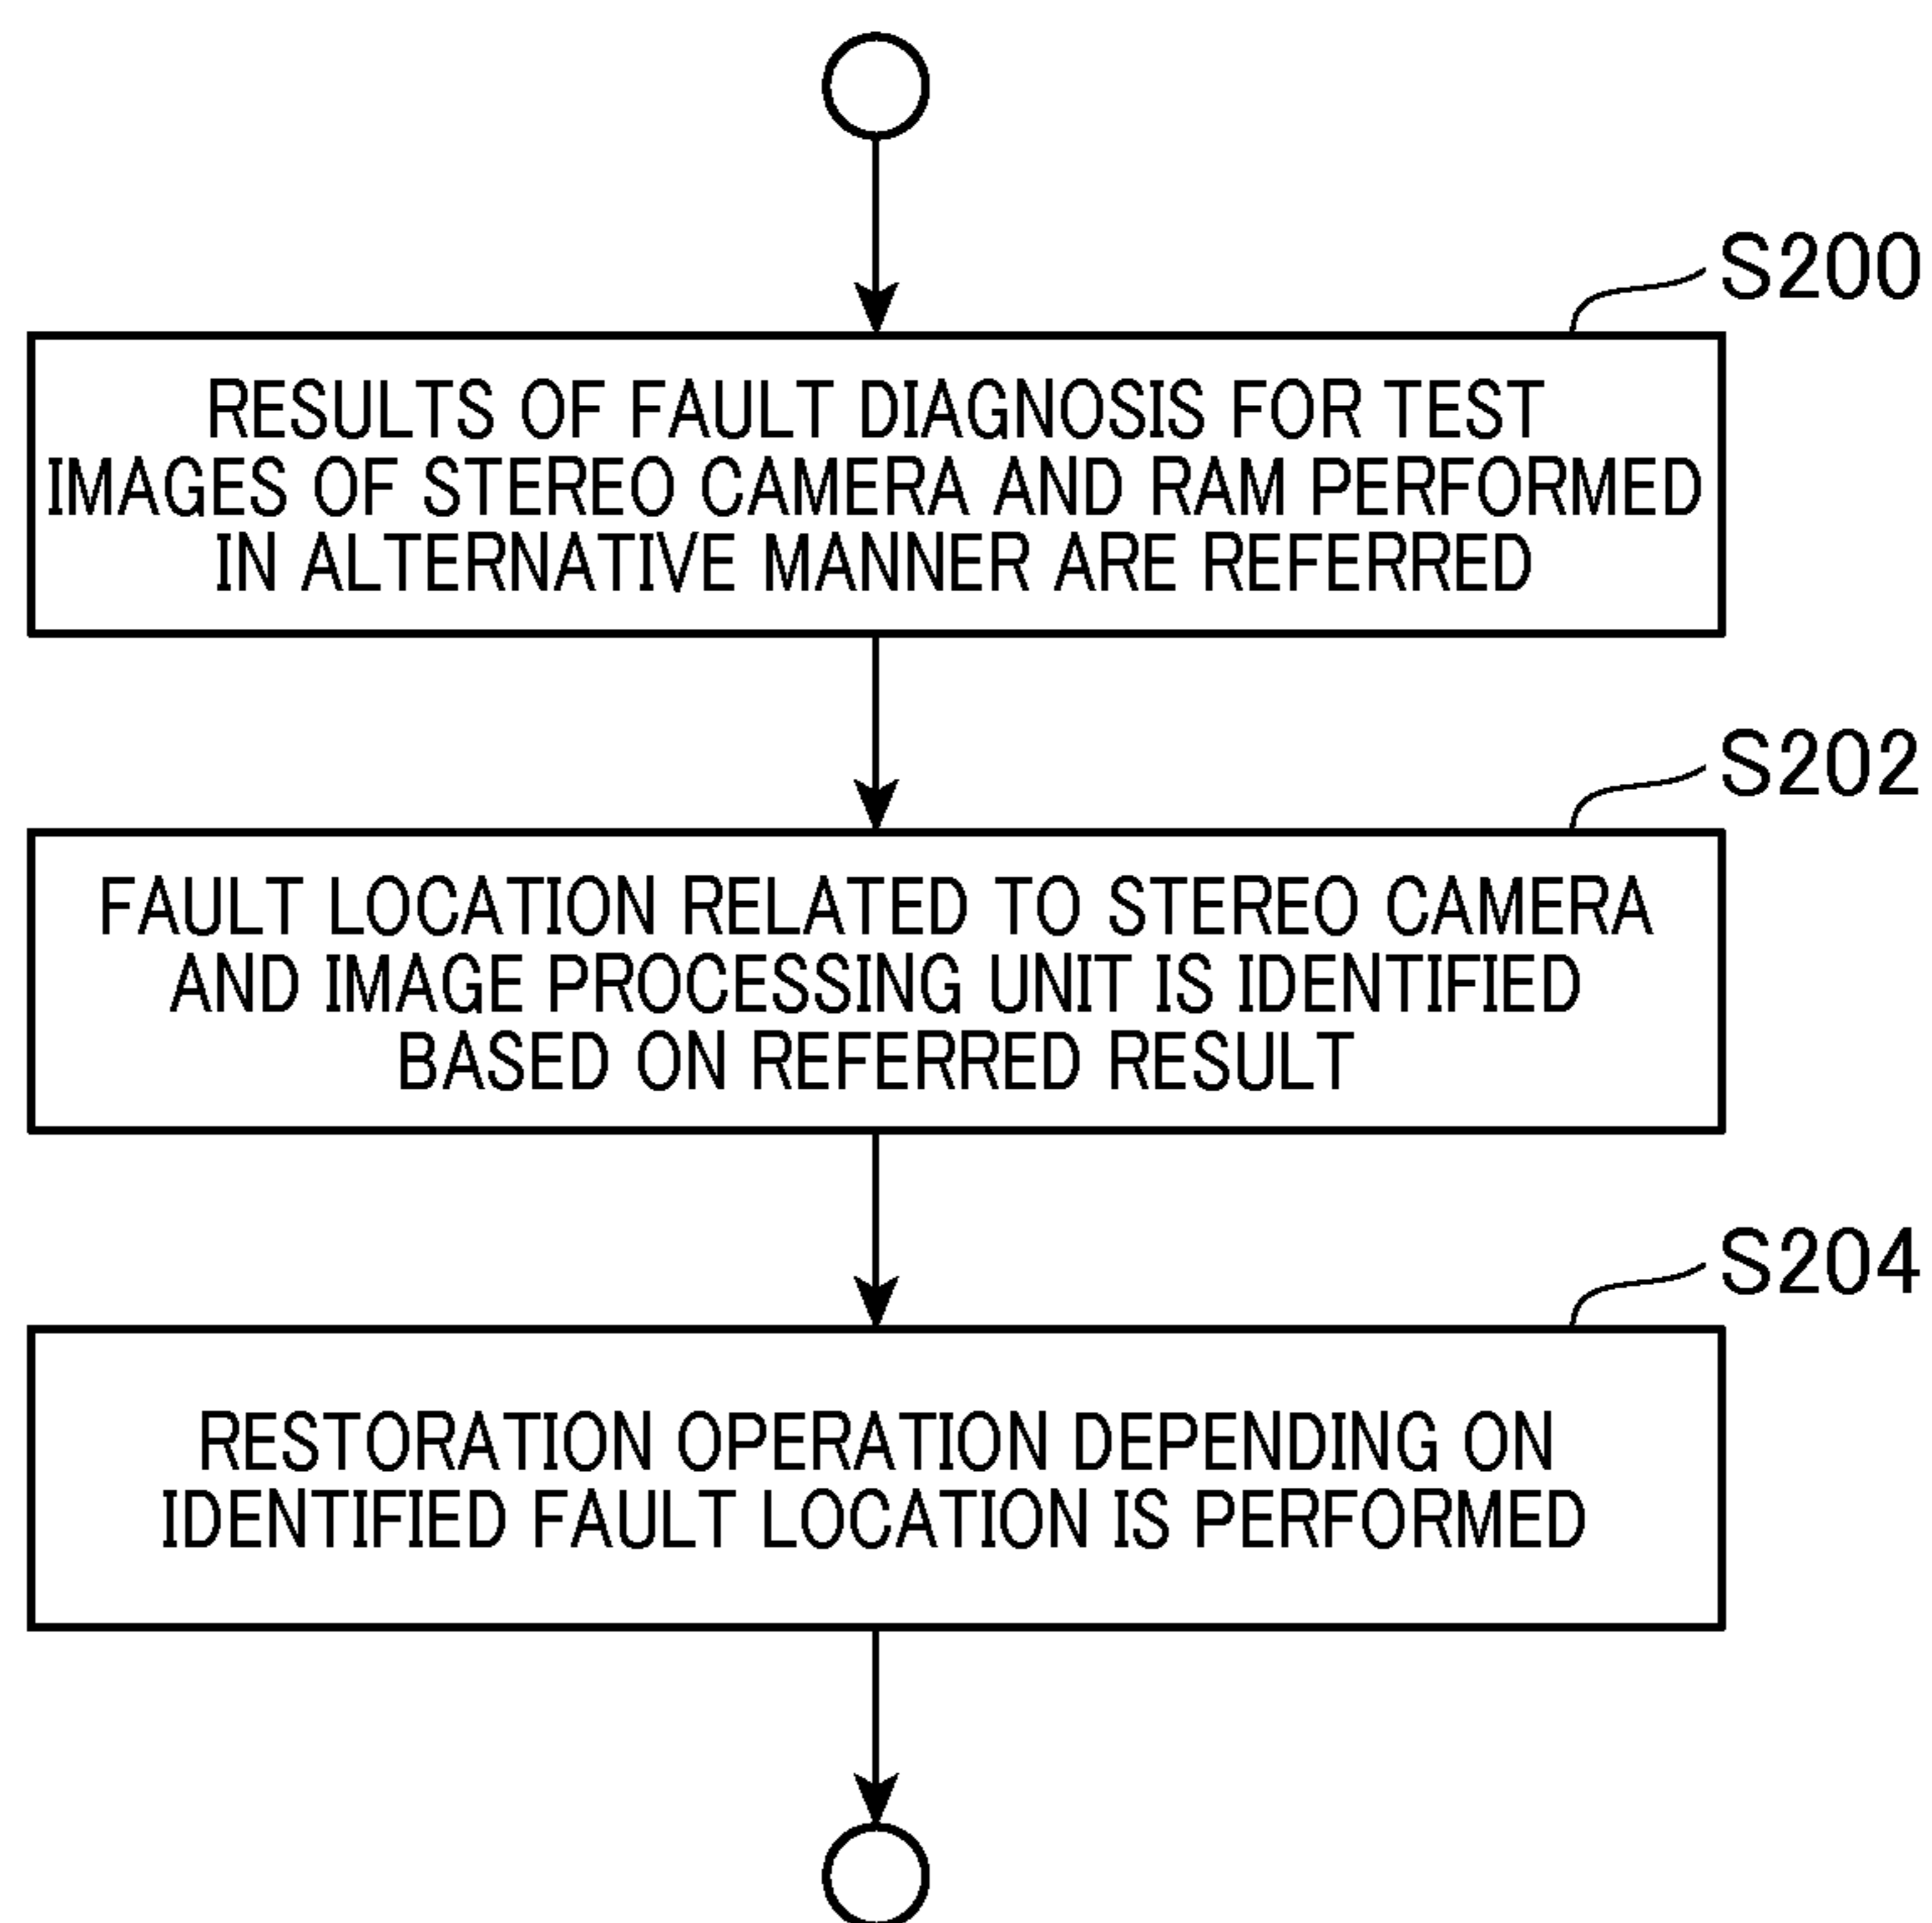 S200
RESULTS OF FAULT DIAGNOSIS FOR TEST
IMAGES OF STEREO CAMERA AND RAM PERFORMED
IN ALTERNATIVE MANNER ARE REFERRED
S202
FAULT LOCATION RELATED TO STEREO CAMERA
AND IMAGE PROCESSING UNIT IS IDENTIFIED
BASED ON REFERRED RESULT
S204
RESTORATION OPERATION DEPENDING ON
IDENTIFIED FAULT LOCATION IS PERFORMED